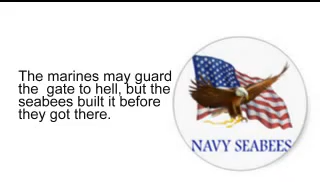 The marines may guard
the  gate to hell, but the
seabees built it before
they got there.
NAVY SEABEES